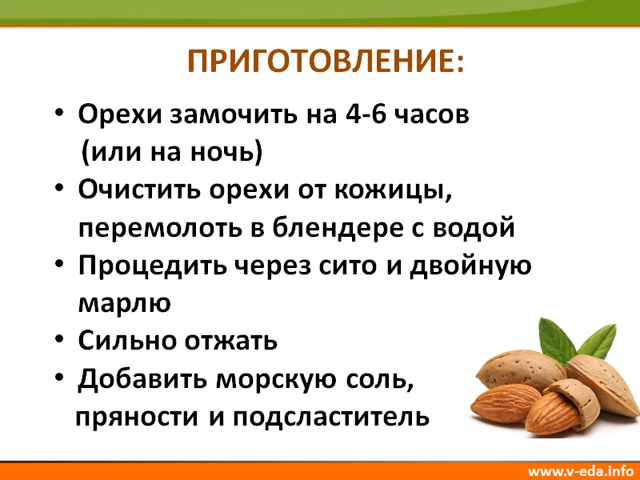 ПРИГОТОВЛЕНИЕ:
• Орехи замочить на 4-6 часов
(или на ночь)
• Очистить орехи от кожицы,
перемолоть в блендере с водой
• Процедить через сито и двойную
марлю
• Сильно отжать
• Добавить морскую соль,
пряности и подсластитель
www.v-eda.info